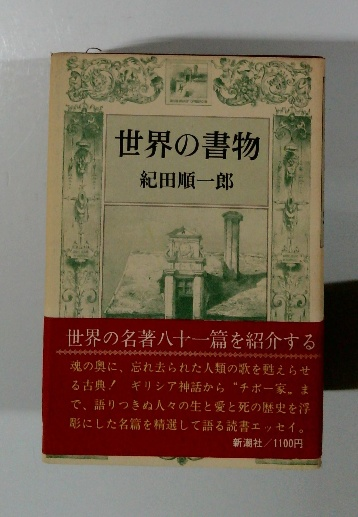 世界の書物
紀田順一郎
世界の名著八十一篇を紹介する
魂の奥に、忘れ去られた人類の歌を甦えらせ
る古典！ ギリシア神話から〝チボー家〟ま
で、語りつきぬ人々の生と愛と死の歴史を浮
彫にした名篇を精選して語る読書エッセイ。
新潮社／1100円